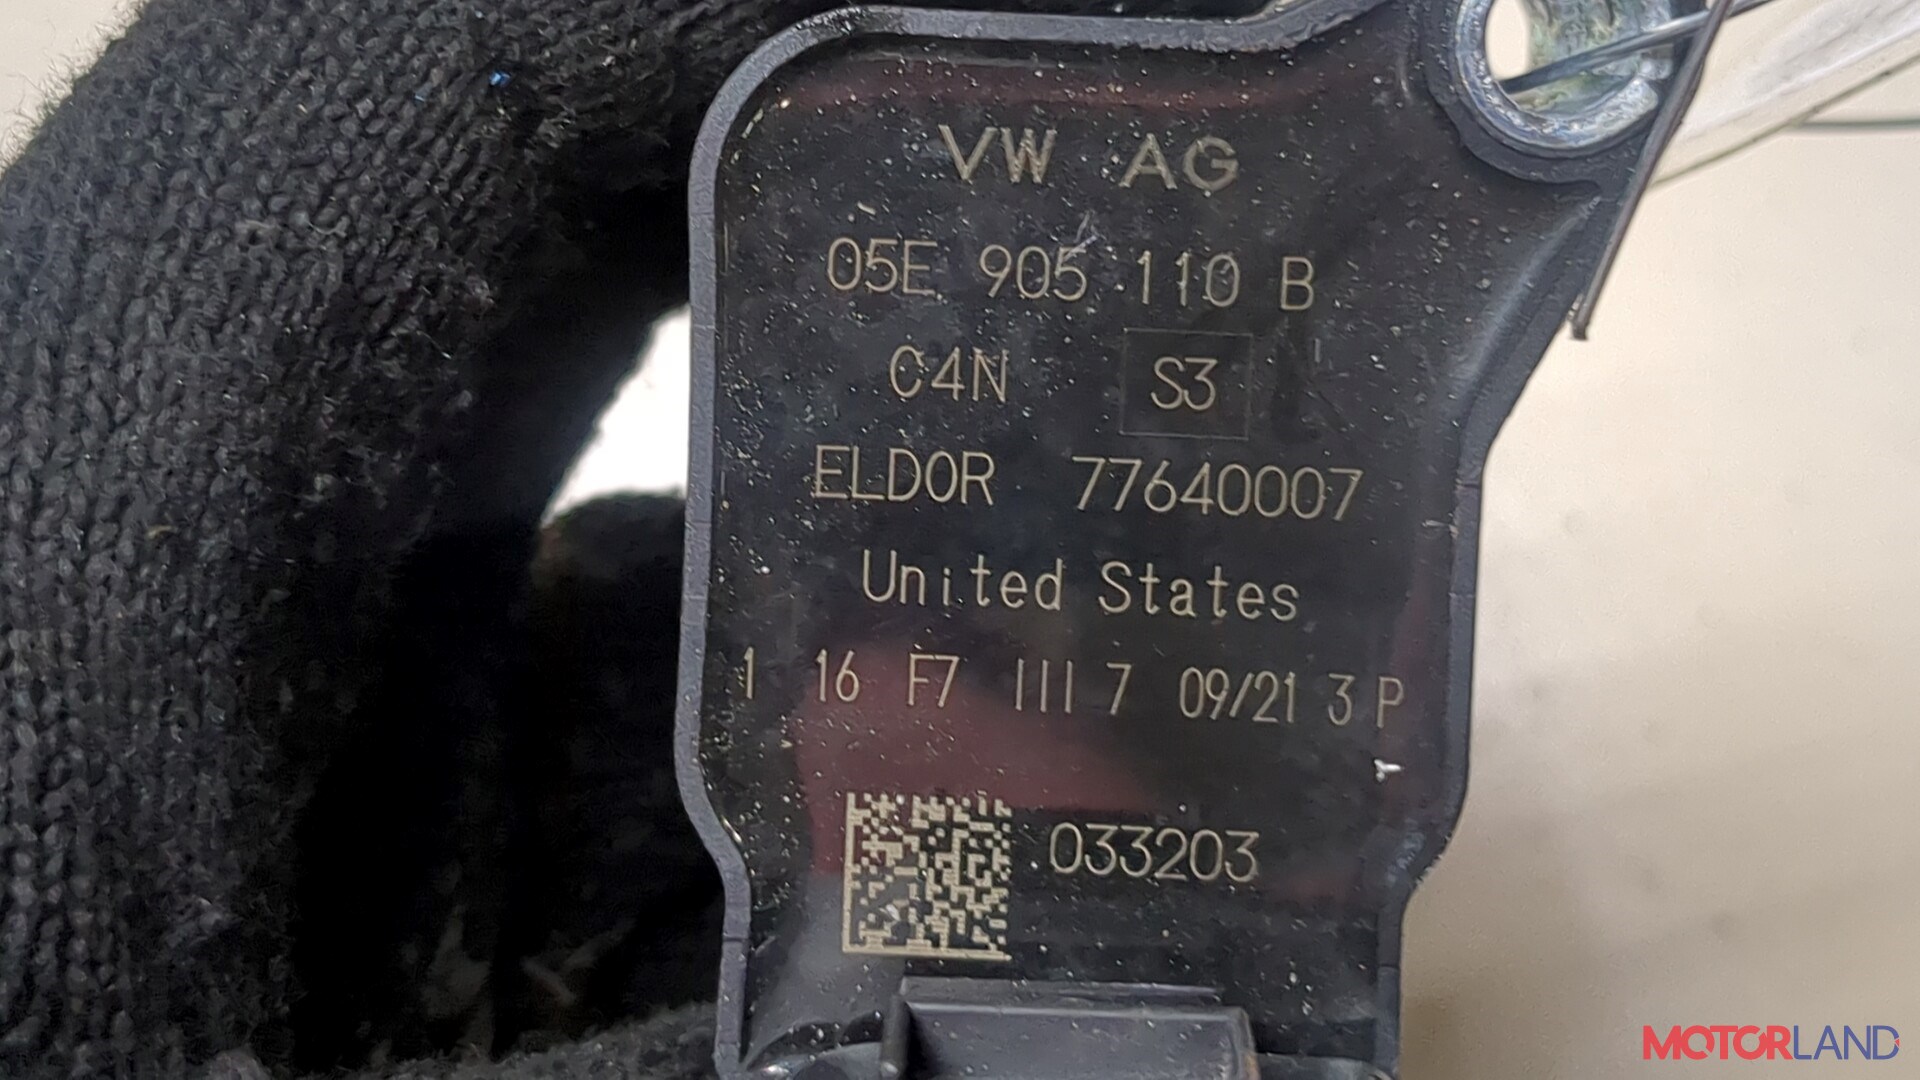 VW AG
05E 905 110 B
C4N S3
ELDOR 77640007
United States
1 16 F7 III 7 09/21 3 P
033203
MOTORLAND